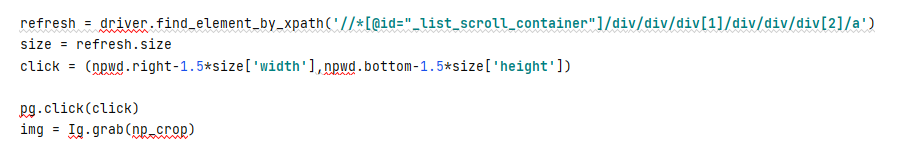 refresh = driver.find_element_by_xpath('//*[@id="_list_scroll_container"]/div/div/div[1]/div/div/div[2]/a')
size = refresh.size
click = (npwd.right-1.5*size['width'],npwd.bottom-1.5*size['height'])
pg.click(click)
img = Ig.grab(np_crop)